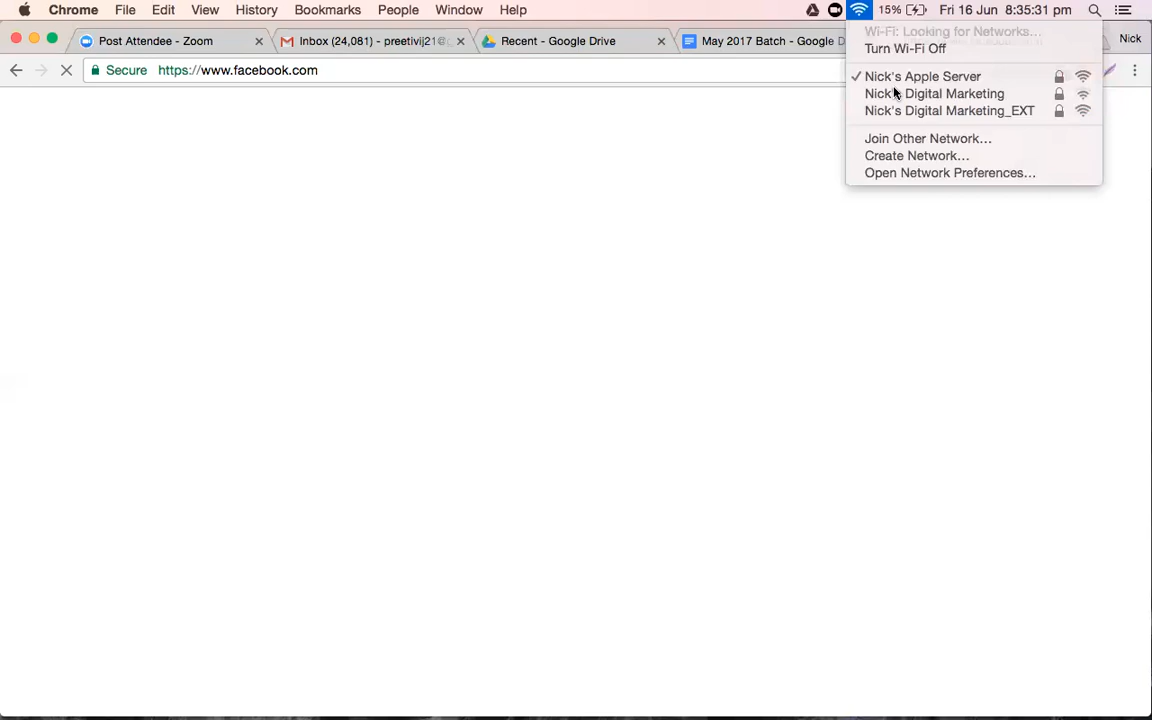 Chrome File Edit View History Bookmarks People Window Help 15% Fri 16 Jun 8:35:31 pm
Post Attendee - Zoom Inbox (24,081) - preetivij21@g Recent - Google Drive May 2017 Batch - Google D Nick
Secure https://www.facebook.com
Wi-Fi: Looking for Networks...
Turn Wi-Fi Off
Nick's Apple Server
Nick's Digital Marketing
Nick's Digital Marketing_EXT
Join Other Network...
Create Network...
Open Network Preferences...